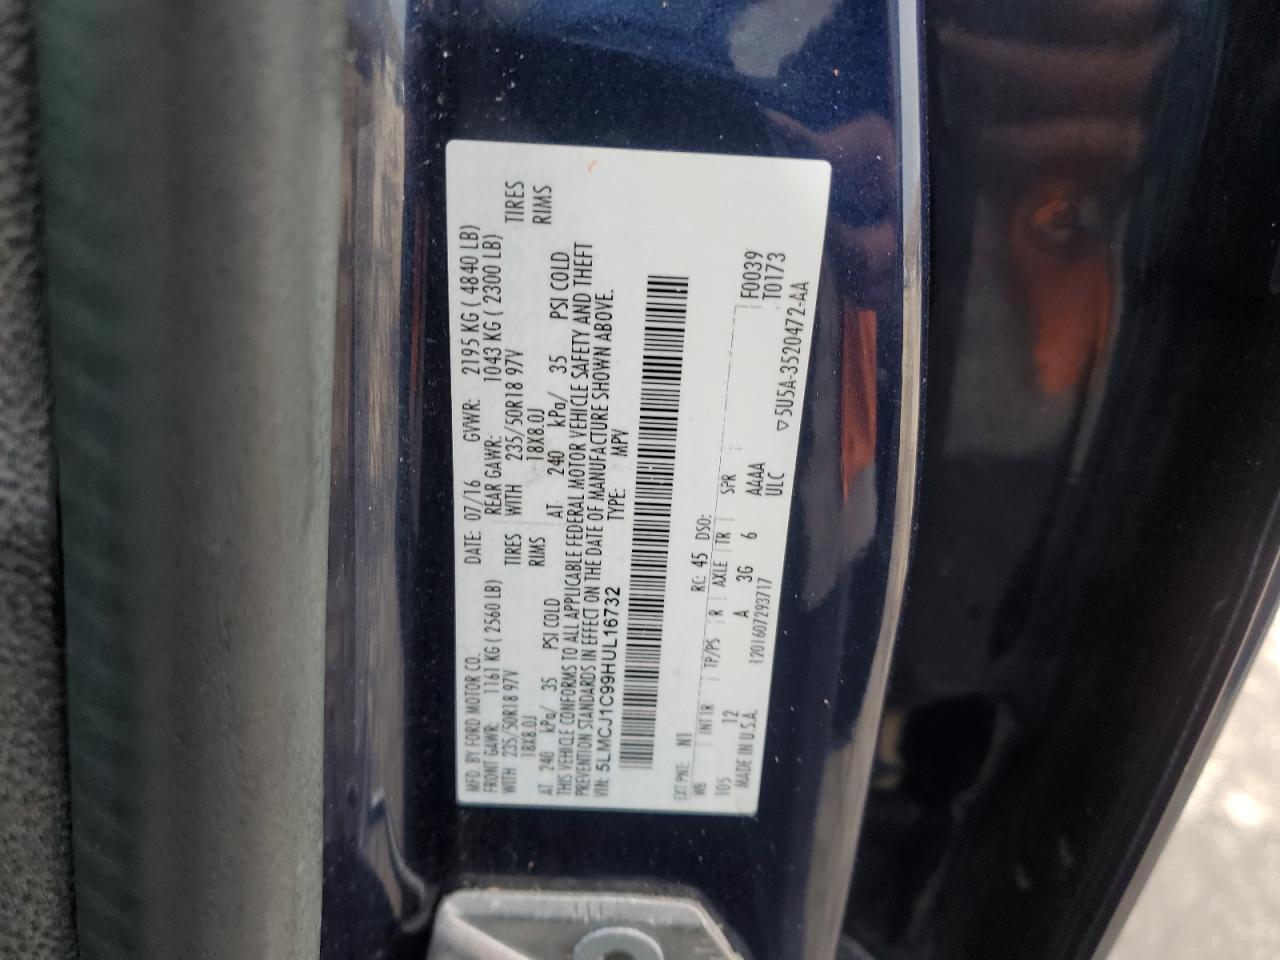 MFD. BY FORD MOTOR CO.
DATE: 07/16 GVWR: 2195 KG ( 4840 LB)
FRONT GAWR: 1161 KG ( 2560 LB) REAR GAWR: 1043 KG ( 2300 LB)
WITH 235/50R18 97V TIRES WITH 235/50R18 97V TIRES
18X8.0J RIMS 18X8.0J RIMS
AT 240 kPa/ 35 PSI COLD AT 240 kPa/ 35 PSI COLD
THIS VEHICLE CONFORMS TO ALL APPLICABLE FEDERAL MOTOR VEHICLE SAFETY AND THEFT
PREVENTION STANDARDS IN EFFECT ON THE DATE OF MANUFACTURE SHOWN ABOVE.
VIN: 5LMCJ1C99HUL16732 TYPE: MPV
EXT PNT: N1 RC: 45 DSO:
WB INT TR TP/PS R AXLE TR SPR
105 12 A 3G 6 AAAA F0039
ULC T0173
MADE IN U.S.A. 1201607293717 ▽5U5A-3520472-AA